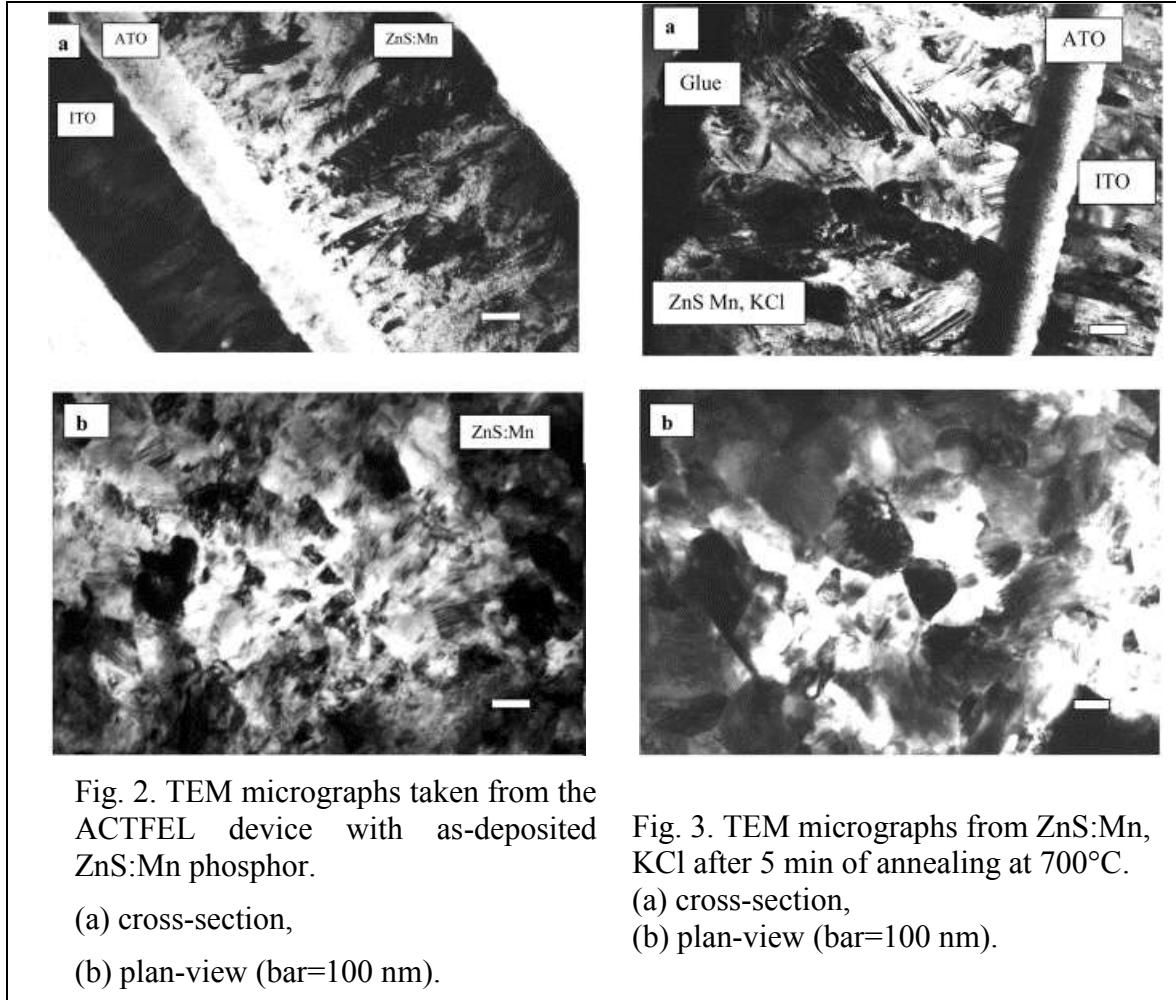 a
ATO
ZnS:Mn
ITO
b
ZnS:Mn
Fig. 2. TEM micrographs taken from the
ACTFEL device with as-deposited
ZnS:Mn phosphor.
(a) cross-section,
(b) plan-view (bar=100 nm).
a
ATO
Glue
ITO
ZnS Mn, KCl
b
Fig. 3. TEM micrographs from ZnS:Mn,
KCl after 5 min of annealing at 700°C.
(a) cross-section,
(b) plan-view (bar=100 nm).